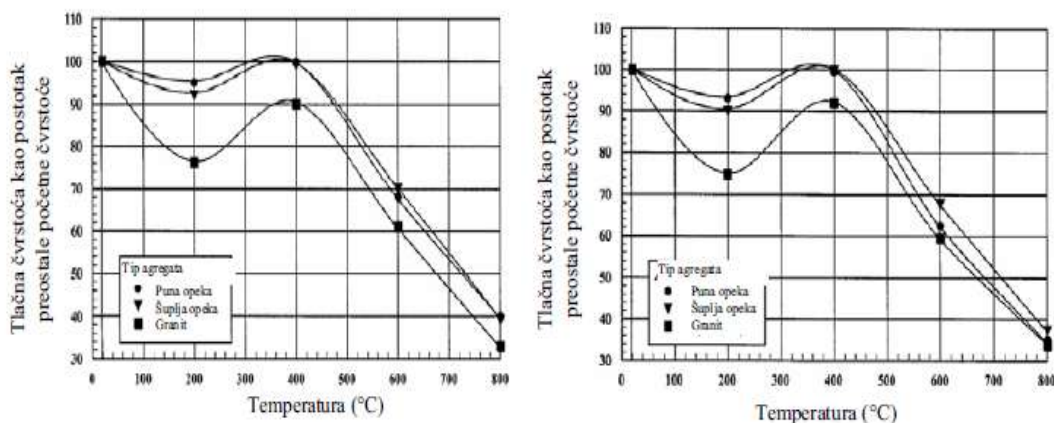 Tlačna čvrstoća kao postotak
preostale početne čvrstoće
110
100
90
80
70
60
50
40
30
Tip agregata
Puna opeka
Šuplja opeka
Granit
0 100 200 300 400 500 600 700 800
Temperatura (°C)
Tlačna čvrstoća kao postotak
preostale početne čvrstoće
110
100
90
80
70
60
50
40
30
Tip agregata
Puna opeka
Šuplja opeka
Granit
0 100 200 300 400 500 600 700 800
Temperatura (°C)